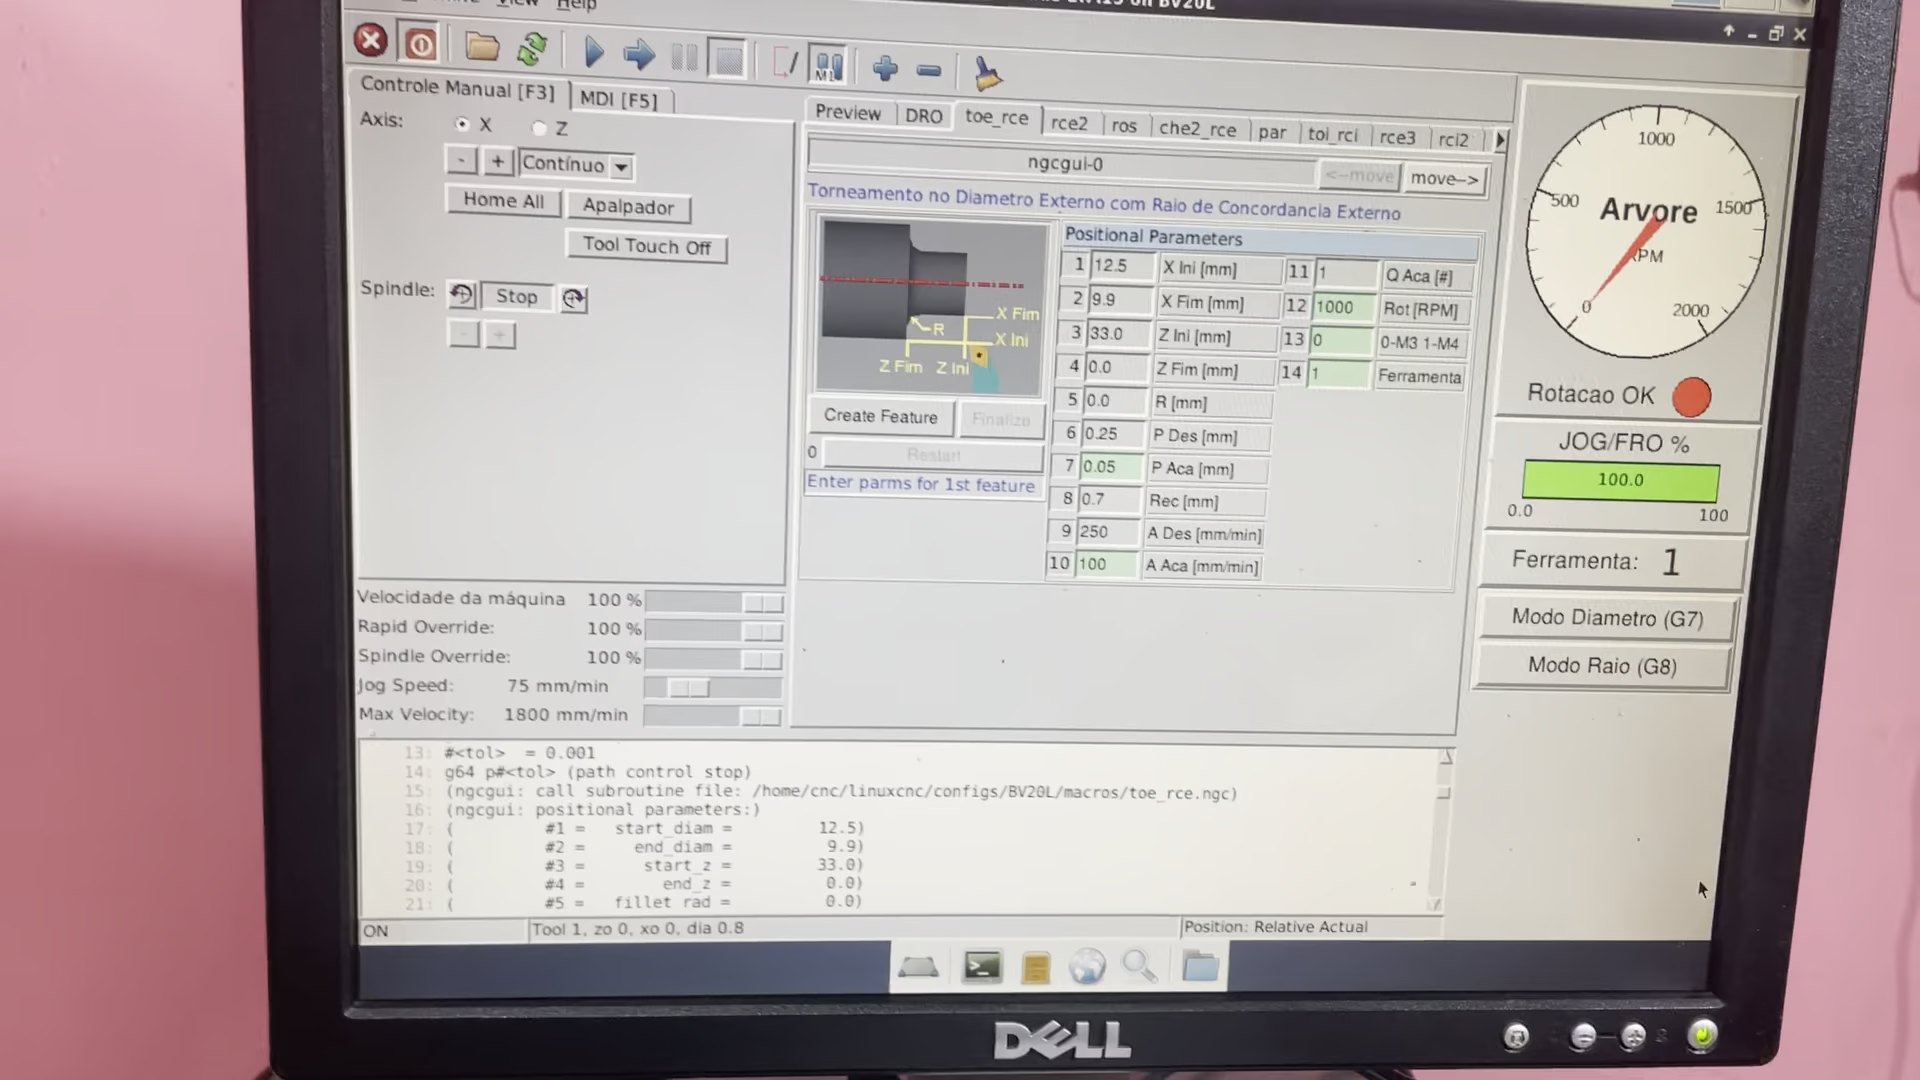 View Help
on BV20L
Controle Manual [F3]
MDI [F5]
Axis:
X
Z
-
+
Contínuo
Home All
Apalpador
Tool Touch Off
Spindle:
Stop
-
+
Velocidade da máquina 100 %
Rapid Override: 100 %
Spindle Override: 100 %
Jog Speed: 75 mm/min
Max Velocity: 1800 mm/min
Preview
DRO
toe_rce
rce2
ros
che2_rce
par
toi_rci
rce3
rci2
ngcgui-0
<--move
move-->
Torneamento no Diametro Externo com Raio de Concordancia Externo
X Fim
R
X Ini
Z Fim Z Ini
Create Feature
Finalize
0
Restart
Enter parms for 1st feature
Positional Parameters
1 12.5 X Ini [mm]
2 9.9 X Fim [mm]
3 33.0 Z Ini [mm]
4 0.0 Z Fim [mm]
5 0.0 R [mm]
6 0.25 P Des [mm]
7 0.05 P Aca [mm]
8 0.7 Rec [mm]
9 250 A Des [mm/min]
10 100 A Aca [mm/min]
11 1 Q Aca [#]
12 1000 Rot [RPM]
13 0 0-M3 1-M4
14 1 Ferramenta
1000
500
Arvore
1500
RPM
0
2000
Rotacao OK
JOG/FRO %
100.0
0.0 100
Ferramenta: 1
Modo Diametro (G7)
Modo Raio (G8)
13: #<tol> = 0.001
14: g64 p#<tol> (path control stop)
15: (ngcgui: call subroutine file: /home/cnc/linuxcnc/configs/BV20L/macros/toe_rce.ngc)
16: (ngcgui: positional parameters:)
17: ( #1 = start_diam = 12.5)
18: ( #2 = end_diam = 9.9)
19: ( #3 = start_z = 33.0)
20: ( #4 = end_z = 0.0)
21: ( #5 = fillet_rad = 0.0)
ON
Tool 1, zo 0, xo 0, dia 0.8
Position: Relative Actual
DELL